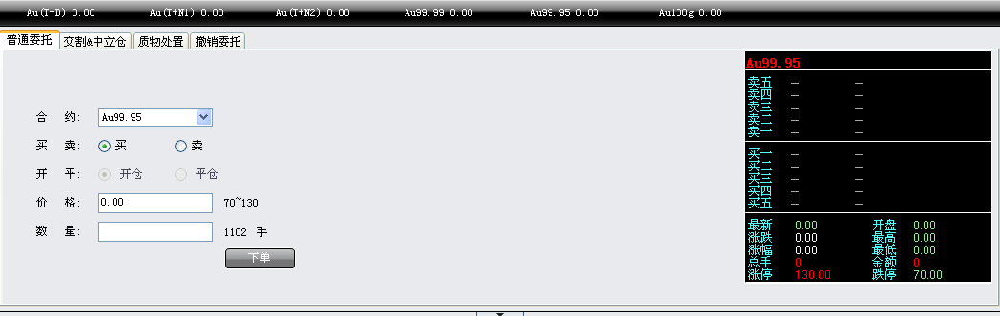 Au(T+D) 0.00 Au(T+N1) 0.00 Au(T+N2) 0.00 Au99.99 0.00 Au99.95 0.00 Au100g 0.00
普通委托 交割&中立仓 质物处置 撤销委托
Au99.95
卖五 — —
卖四 — —
卖三 — —
卖二 — —
卖一 — —
买一 — —
买二 — —
买三 — —
买四 — —
买五 — —
最新 0.00 开盘 0.00
涨跌 0.00 最高 0.00
涨幅 0.00 最低 0.00
总手 0 金额 0
涨停 130.00 跌停 70.00
合 约: Au99.95
买 卖: 买 卖
开 平: 开仓 平仓
价 格: 0.00 70~130
数 量: 1102 手
下单